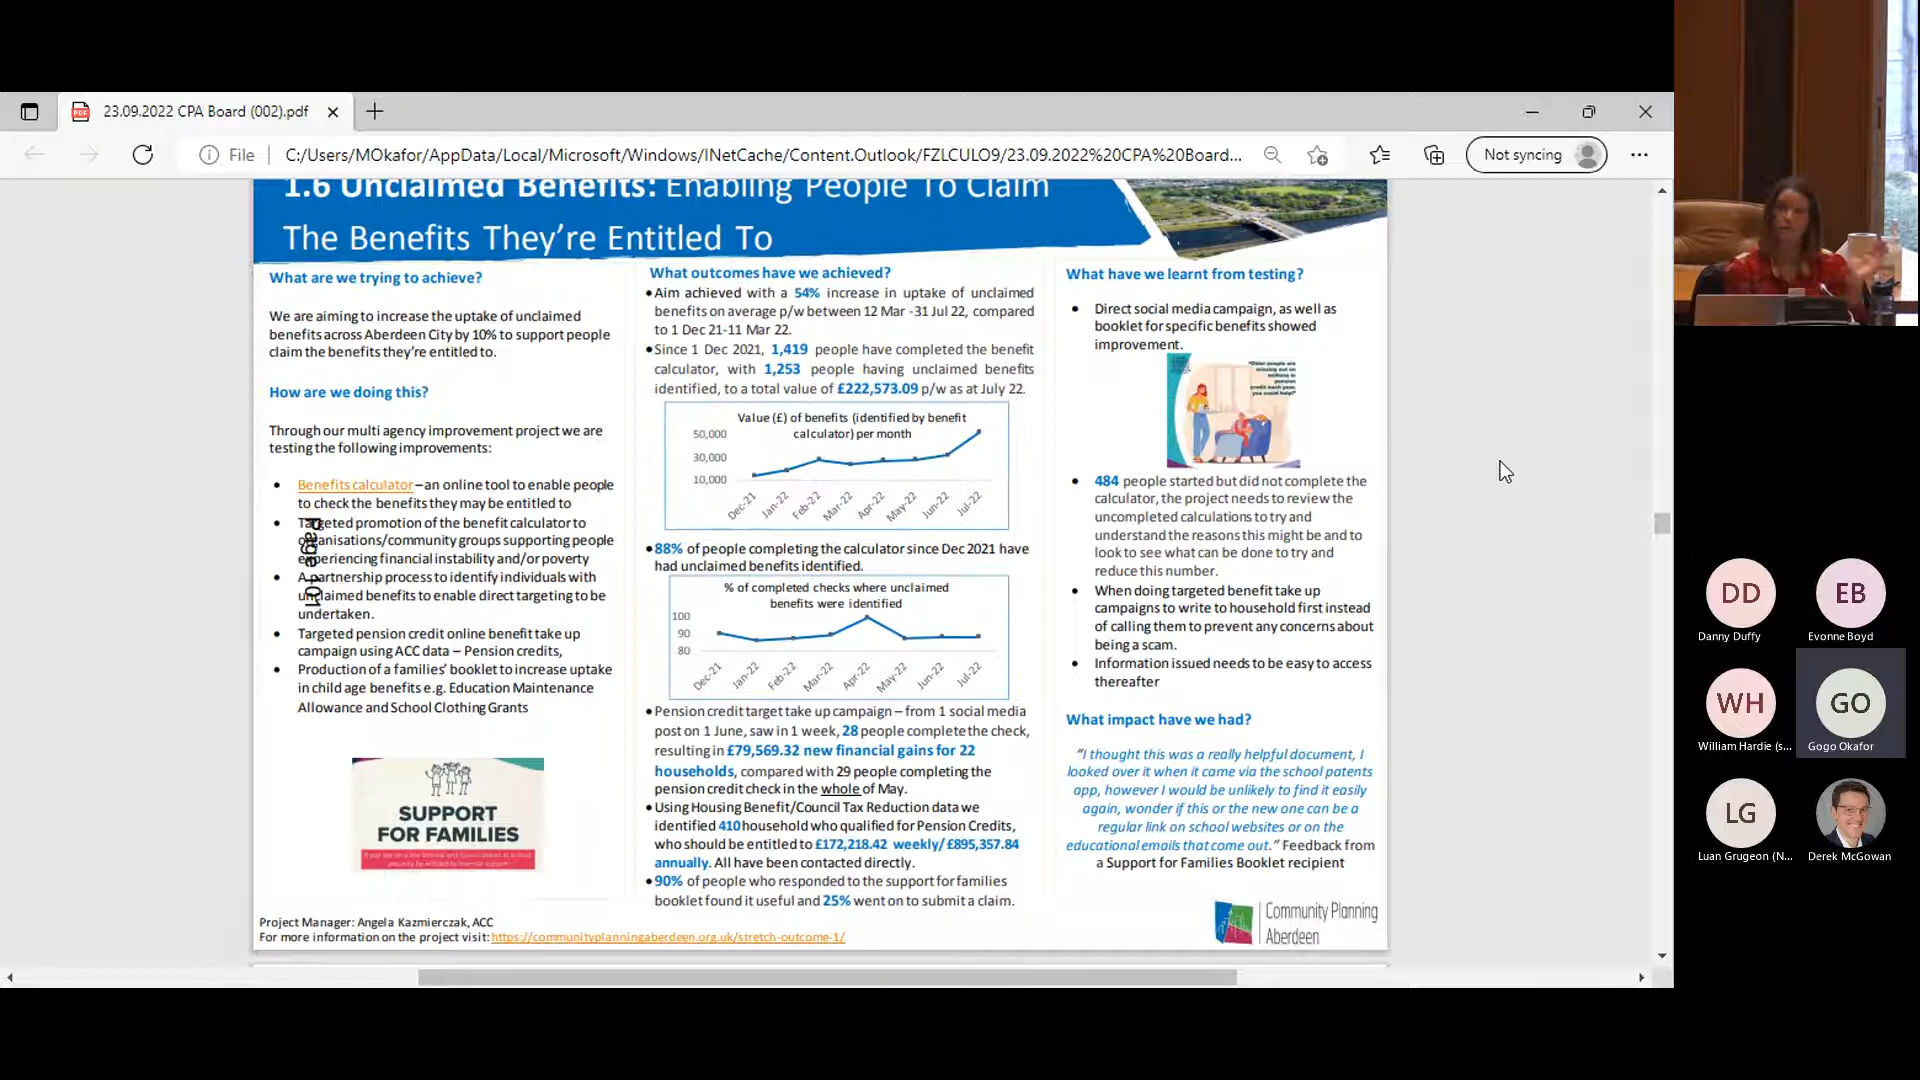 23.09.2022 CPA Board (002).pdf
File
C:/Users/MOkafor/AppData/Local/Microsoft/Windows/INetCache/Content.Outlook/FZLCULO9/23.09.2022%20CPA%20Board...
Not syncing
1.6 Unclaimed Benefits: Enabling People To Claim
The Benefits They’re Entitled To
What are we trying to achieve?
We are aiming to increase the uptake of unclaimed
benefits across Aberdeen City by 10% to support people
claim the benefits they’re entitled to.
How are we doing this?
Through our multi agency improvement project we are
testing the following improvements:
• Benefits calculator – an online tool to enable people
to check the benefits they may be entitled to
• Targeted promotion of the benefit calculator to
organisations/community groups supporting people
experiencing financial instability and/or poverty
• A partnership process to identify individuals with
unclaimed benefits to enable direct targeting to be
undertaken.
• Targeted pension credit online benefit take up
campaign using ACC data – Pension credits,
• Production of a families’ booklet to increase uptake
in child age benefits e.g. Education Maintenance
Allowance and School Clothing Grants
Page 101
SUPPORT
FOR FAMILIES
What outcomes have we achieved?
• Aim achieved with a 54% increase in uptake of unclaimed
benefits on average p/w between 12 Mar -31 Jul 22, compared
to 1 Dec 21-11 Mar 22.
• Since 1 Dec 2021, 1,419 people have completed the benefit
calculator, with 1,253 people having unclaimed benefits
identified, to a total value of £222,573.09 p/w as at July 22.
Value (£) of benefits (identified by benefit
calculator) per month
50,000
30,000
10,000
Dec-21 Jan-22 Feb-22 Mar-22 Apr-22 May-22 Jun-22 Jul-22
• 88% of people completing the calculator since Dec 2021 have
had unclaimed benefits identified.
% of completed checks where unclaimed
benefits were identified
100
90
80
Dec-21 Jan-22 Feb-22 Mar-22 Apr-22 May-22 Jun-22 Jul-22
• Pension credit target take up campaign – from 1 social media
post on 1 June, saw in 1 week, 28 people complete the check,
resulting in £79,569.32 new financial gains for 22
households, compared with 29 people completing the
pension credit check in the whole of May.
• Using Housing Benefit/Council Tax Reduction data we
identified 410 household who qualified for Pension Credits,
who should be entitled to £172,218.42 weekly/ £895,357.84
annually. All have been contacted directly.
• 90% of people who responded to the support for families
booklet found it useful and 25% went on to submit a claim.
What have we learnt from testing?
• Direct social media campaign, as well as
booklet for specific benefits showed
improvement.
"Older people are
missing out on
millions in
pension
credit each year,
you could help!"
• 484 people started but did not complete the
calculator, the project needs to review the
uncompleted calculations to try and
understand the reasons this might be and to
look to see what can be done to try and
reduce this number.
• When doing targeted benefit take up
campaigns to write to household first instead
of calling them to prevent any concerns about
being a scam.
• Information issued needs to be easy to access
thereafter
What impact have we had?
“I thought this was a really helpful document, I
looked over it when it came via the school patents
app, however I would be unlikely to find it easily
again, wonder if this or the new one can be a
regular link on school websites or on the
educational emails that come out.” Feedback from
a Support for Families Booklet recipient
Project Manager: Angela Kazmierczak, ACC
For more information on the project visit: https://communityplanningaberdeen.org.uk/stretch-outcome-1/
Community Planning
Aberdeen
DD
Danny Duffy
EB
Evonne Boyd
WH
William Hardie (s...
GO
Gogo Okafor
LG
Luan Grugeon (N...
Derek McGowan